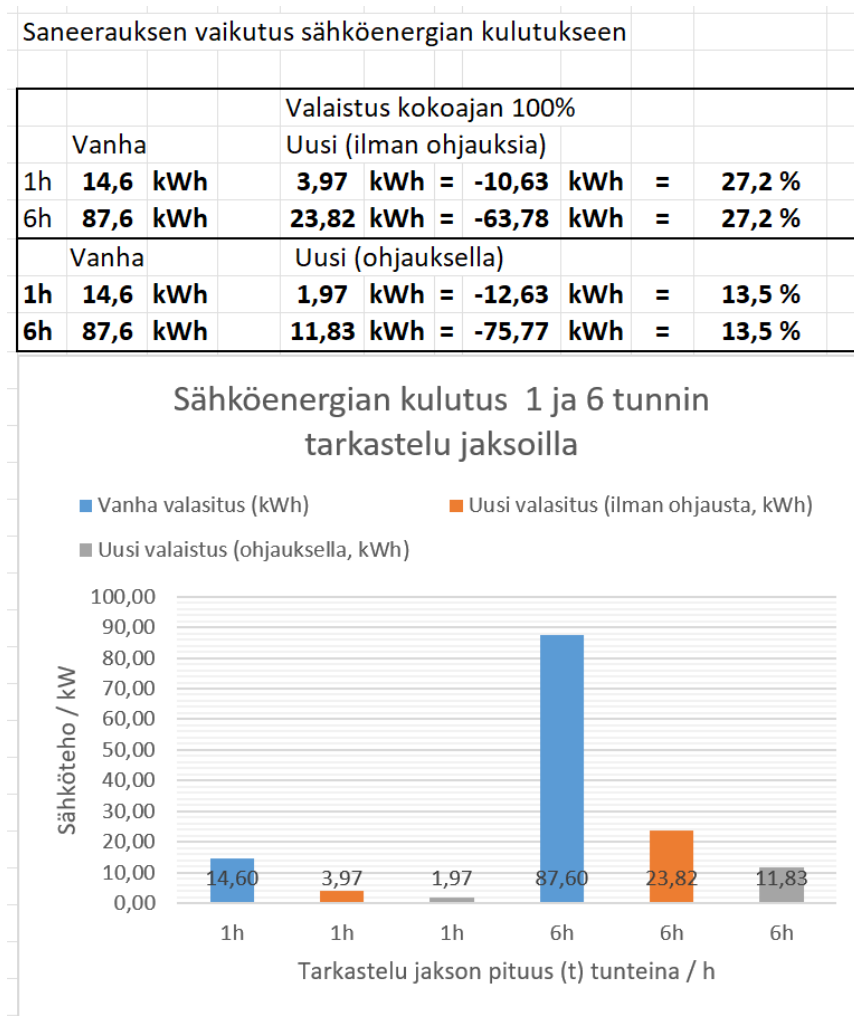 Saneerauksen vaikutus sähköenergian kulutukseen
Valaistus kokoajan 100%
Vanha Uusi (ilman ohjauksia)
1h 14,6 kWh 3,97 kWh = -10,63 kWh = 27,2 %
6h 87,6 kWh 23,82 kWh = -63,78 kWh = 27,2 %
Vanha Uusi (ohjauksella)
1h 14,6 kWh 1,97 kWh = -12,63 kWh = 13,5 %
6h 87,6 kWh 11,83 kWh = -75,77 kWh = 13,5 %
Sähköenergian kulutus 1 ja 6 tunnin
tarkastelu jaksoilla
Vanha valasitus (kWh) Uusi valasitus (ilman ohjausta, kWh)
Uusi valaistus (ohjauksella, kWh)
Sähköteho / kW
100,00
90,00
80,00
70,00
60,00
50,00
40,00
30,00
20,00
10,00
0,00
14,60 3,97 1,97 87,60 23,82 11,83
1h 1h 1h 6h 6h 6h
Tarkastelu jakson pituus (t) tunteina / h